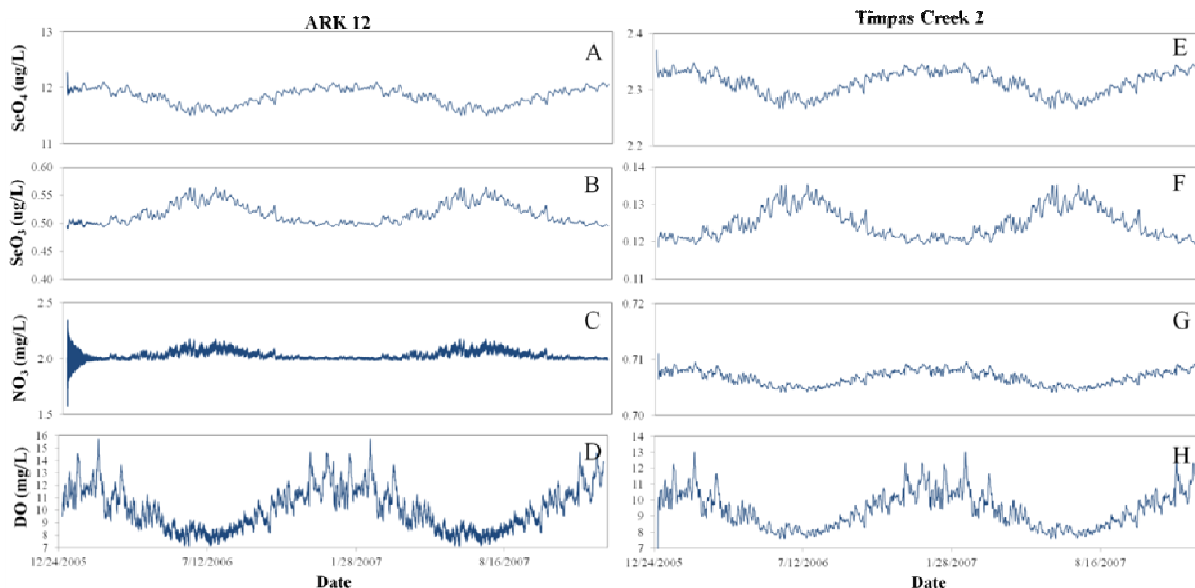 ARK 12
Timpas Creek 2
SeO4 (ug/L)
13
12
11
A
2.4
2.3
2.2
E
SeO3 (ug/L)
0.60
0.55
0.50
0.45
0.40
B
0.14
0.13
0.12
0.11
F
NO3 (mg/L)
2.5
2.0
1.5
C
0.72
0.71
0.70
G
DO (mg/L)
16
15
14
13
12
11
10
9
8
7
D
14
13
12
11
10
9
8
7
H
12/24/2005 7/12/2006 1/28/2007 8/16/2007
12/24/2005 7/12/2006 1/28/2007 8/16/2007
Date
Date